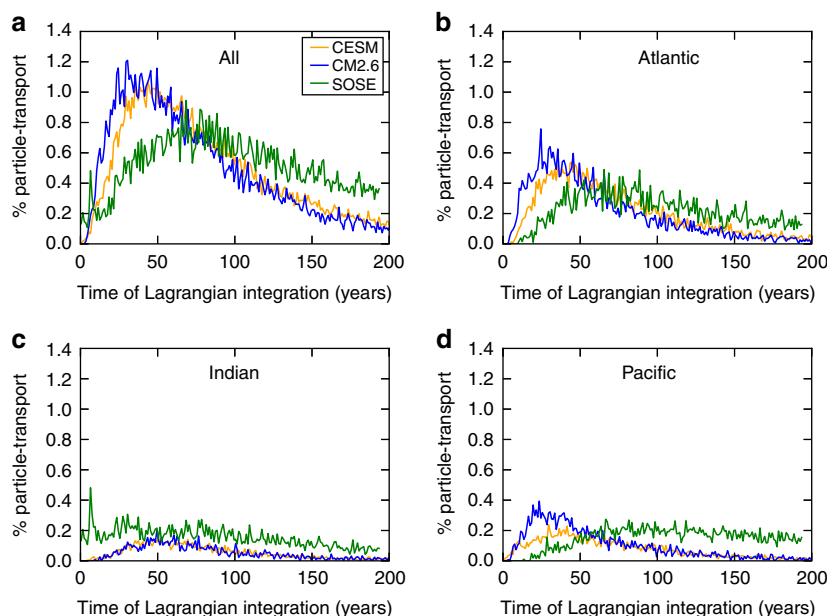 a
b
1.4
1.2
1.0
0.8
0.6
0.4
0.2
0.0
% particle-transport
All
CESM
CM2.6
SOSE
0
50
100
150
200
Time of Lagrangian integration (years)
1.4
1.2
1.0
0.8
0.6
0.4
0.2
0.0
% particle-transport
Atlantic
0
50
100
150
200
Time of Lagrangian integration (years)
c
d
1.4
1.2
1.0
0.8
0.6
0.4
0.2
0.0
% particle-transport
Indian
0
50
100
150
200
Time of Lagrangian integration (years)
1.4
1.2
1.0
0.8
0.6
0.4
0.2
0.0
% particle-transport
Pacific
0
50
100
150
200
Time of Lagrangian integration (years)